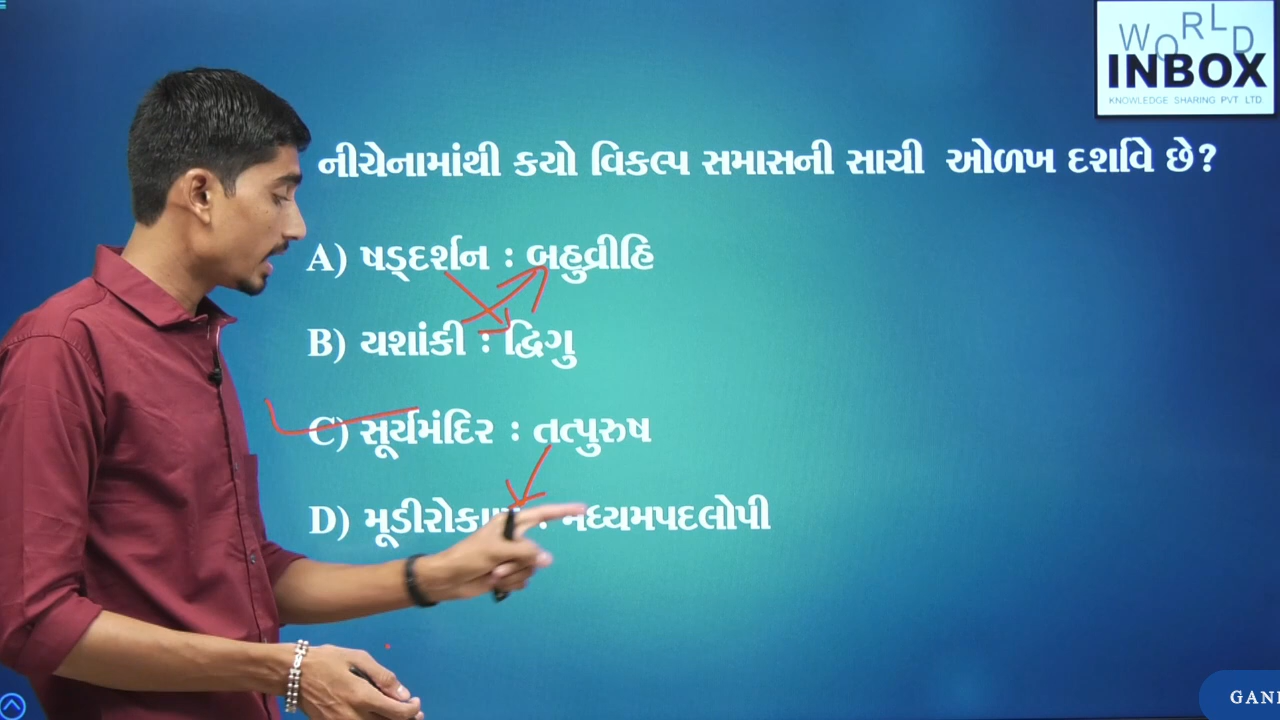 WORLD
INBOX
KNOWLEDGE SHARING PVT. LTD.
નીચેનામાંથી કયો વિકલ્પ સમાસની સાચી ઓળખ દર્શાવે છે?
A) ષડ્દર્શન : બહુવ્રીહિ
B) યશાંકી : દ્વિગુ
C) સૂર્યમંદિર : તત્પુરુષ
D) : મધ્યમપદલોપી